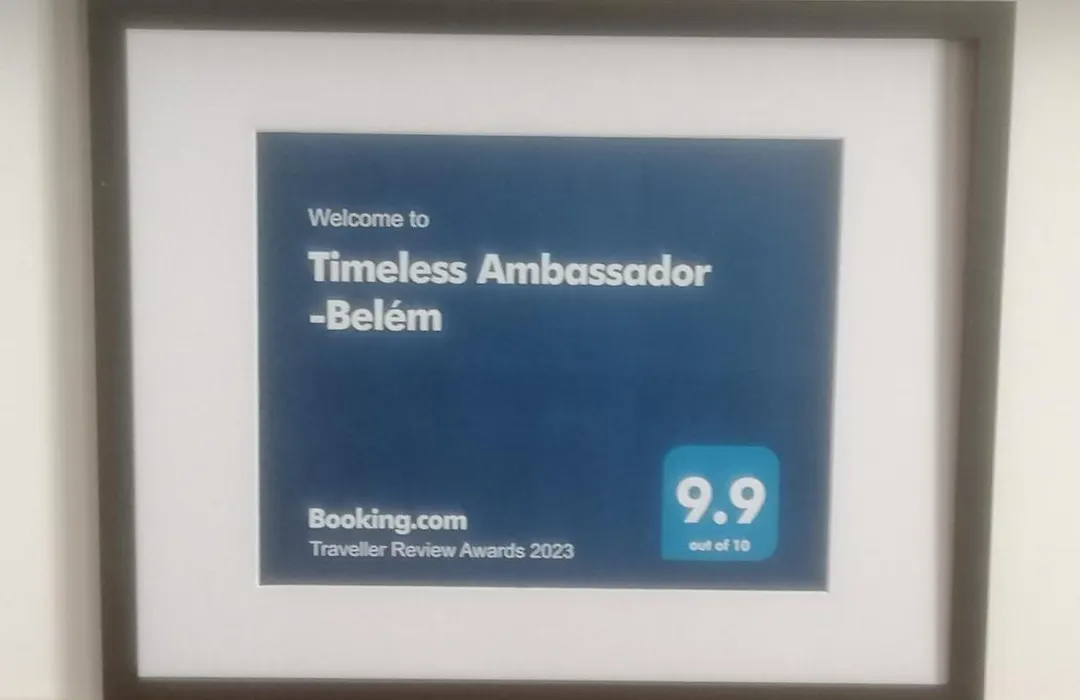 Welcome to
Timeless Ambassador
-Belém
9.9
out of 10
Booking.com
Traveller Review Awards 2023